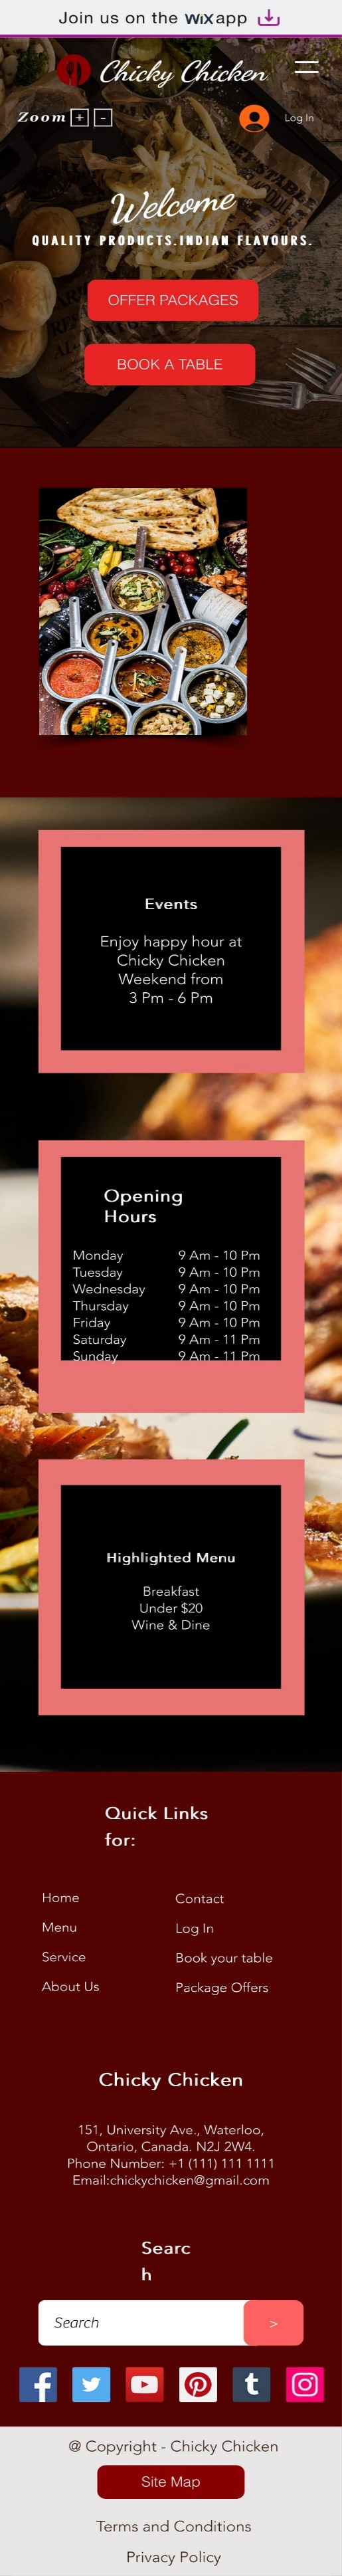 Join us on the WiX app
Chicky Chicken
Zoom + -
Log In
Welcome
QUALITY PRODUCTS.INDIAN FLAVOURS.
OFFER PACKAGES
BOOK A TABLE
Events
Enjoy happy hour at
Chicky Chicken
Weekend from
3 Pm - 6 Pm
Opening
Hours
Monday 9 Am - 10 Pm
Tuesday 9 Am - 10 Pm
Wednesday 9 Am - 10 Pm
Thursday 9 Am - 10 Pm
Friday 9 Am - 10 Pm
Saturday 9 Am - 11 Pm
Sunday 9 Am - 11 Pm
Highlighted Menu
Breakfast
Under $20
Wine & Dine
Quick Links
for:
Home Contact
Menu Log In
Service Book your table
About Us Package Offers
Chicky Chicken
151, University Ave., Waterloo,
Ontario, Canada. N2J 2W4.
Phone Number: +1 (111) 111 1111
Email:chickychicken@gmail.com
Searc
h
Search >
@ Copyright - Chicky Chicken
Site Map
Terms and Conditions
Privacy Policy